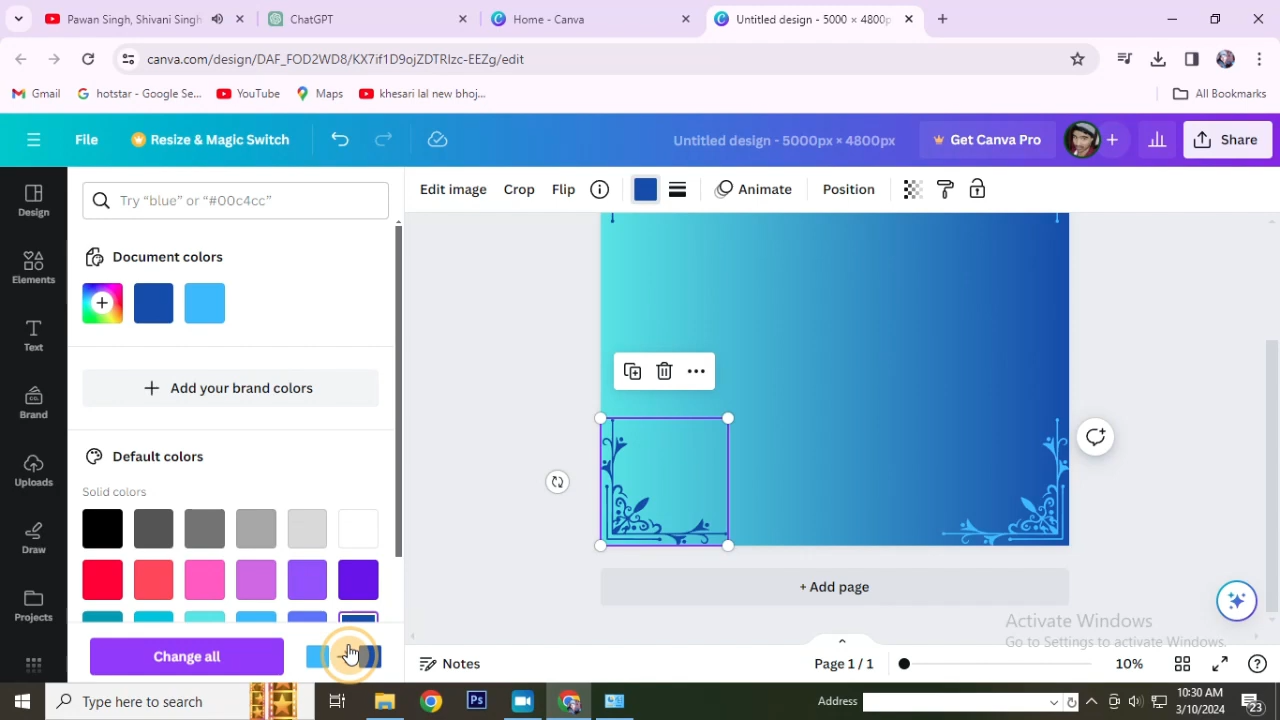 Pawan Singh, Shivani Singh
ChatGPT
Home - Canva
Untitled design - 5000 × 4800p
canva.com/design/DAF_FOD2WD8/KX7if1D9ojZDTRlzc-EEZg/edit
Gmail
hotstar - Google Se...
YouTube
Maps
khesari lal new bhoj...
All Bookmarks
File
Resize & Magic Switch
Untitled design - 5000px × 4800px
Get Canva Pro
Share
Design
Elements
Text
Brand
Uploads
Draw
Projects
Try “blue” or “#00c4cc”
Edit image
Crop
Flip
Animate
Position
Document colors
Add your brand colors
Default colors
Solid colors
Change all
+ Add page
Activate Windows
Go to Settings to activate Windows.
Notes
Page 1 / 1
10%
Type here to search
Address
10:30 AM
3/10/2024
23